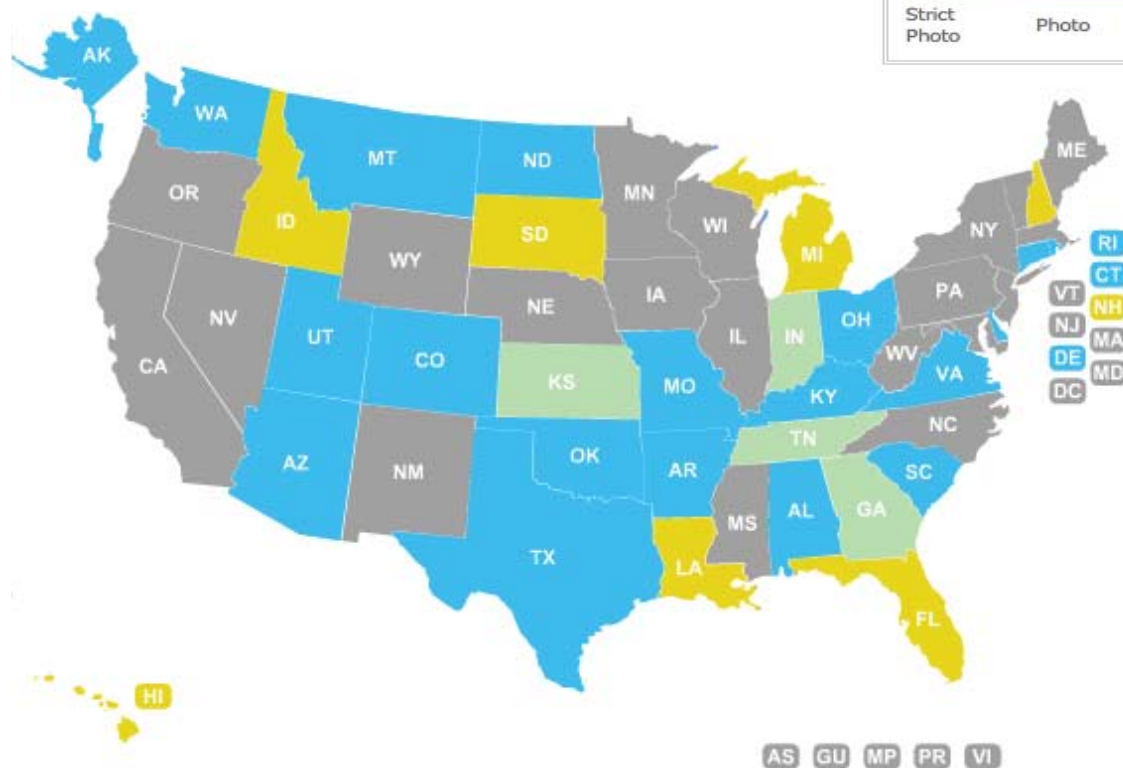 Strict
Photo
Photo
AK
WA
MT
ND
MN
ME
OR
ID
SD
WI
NY
MI
RI
WY
CT
PA
VT
NH
NE
IA
NJ
MA
NV
UT
CO
IL
IN
OH
WV
DE
MD
CA
KS
MO
KY
VA
DC
NC
TN
AZ
NM
OK
AR
SC
MS
AL
GA
TX
LA
FL
HI
AS GU MP PR VI